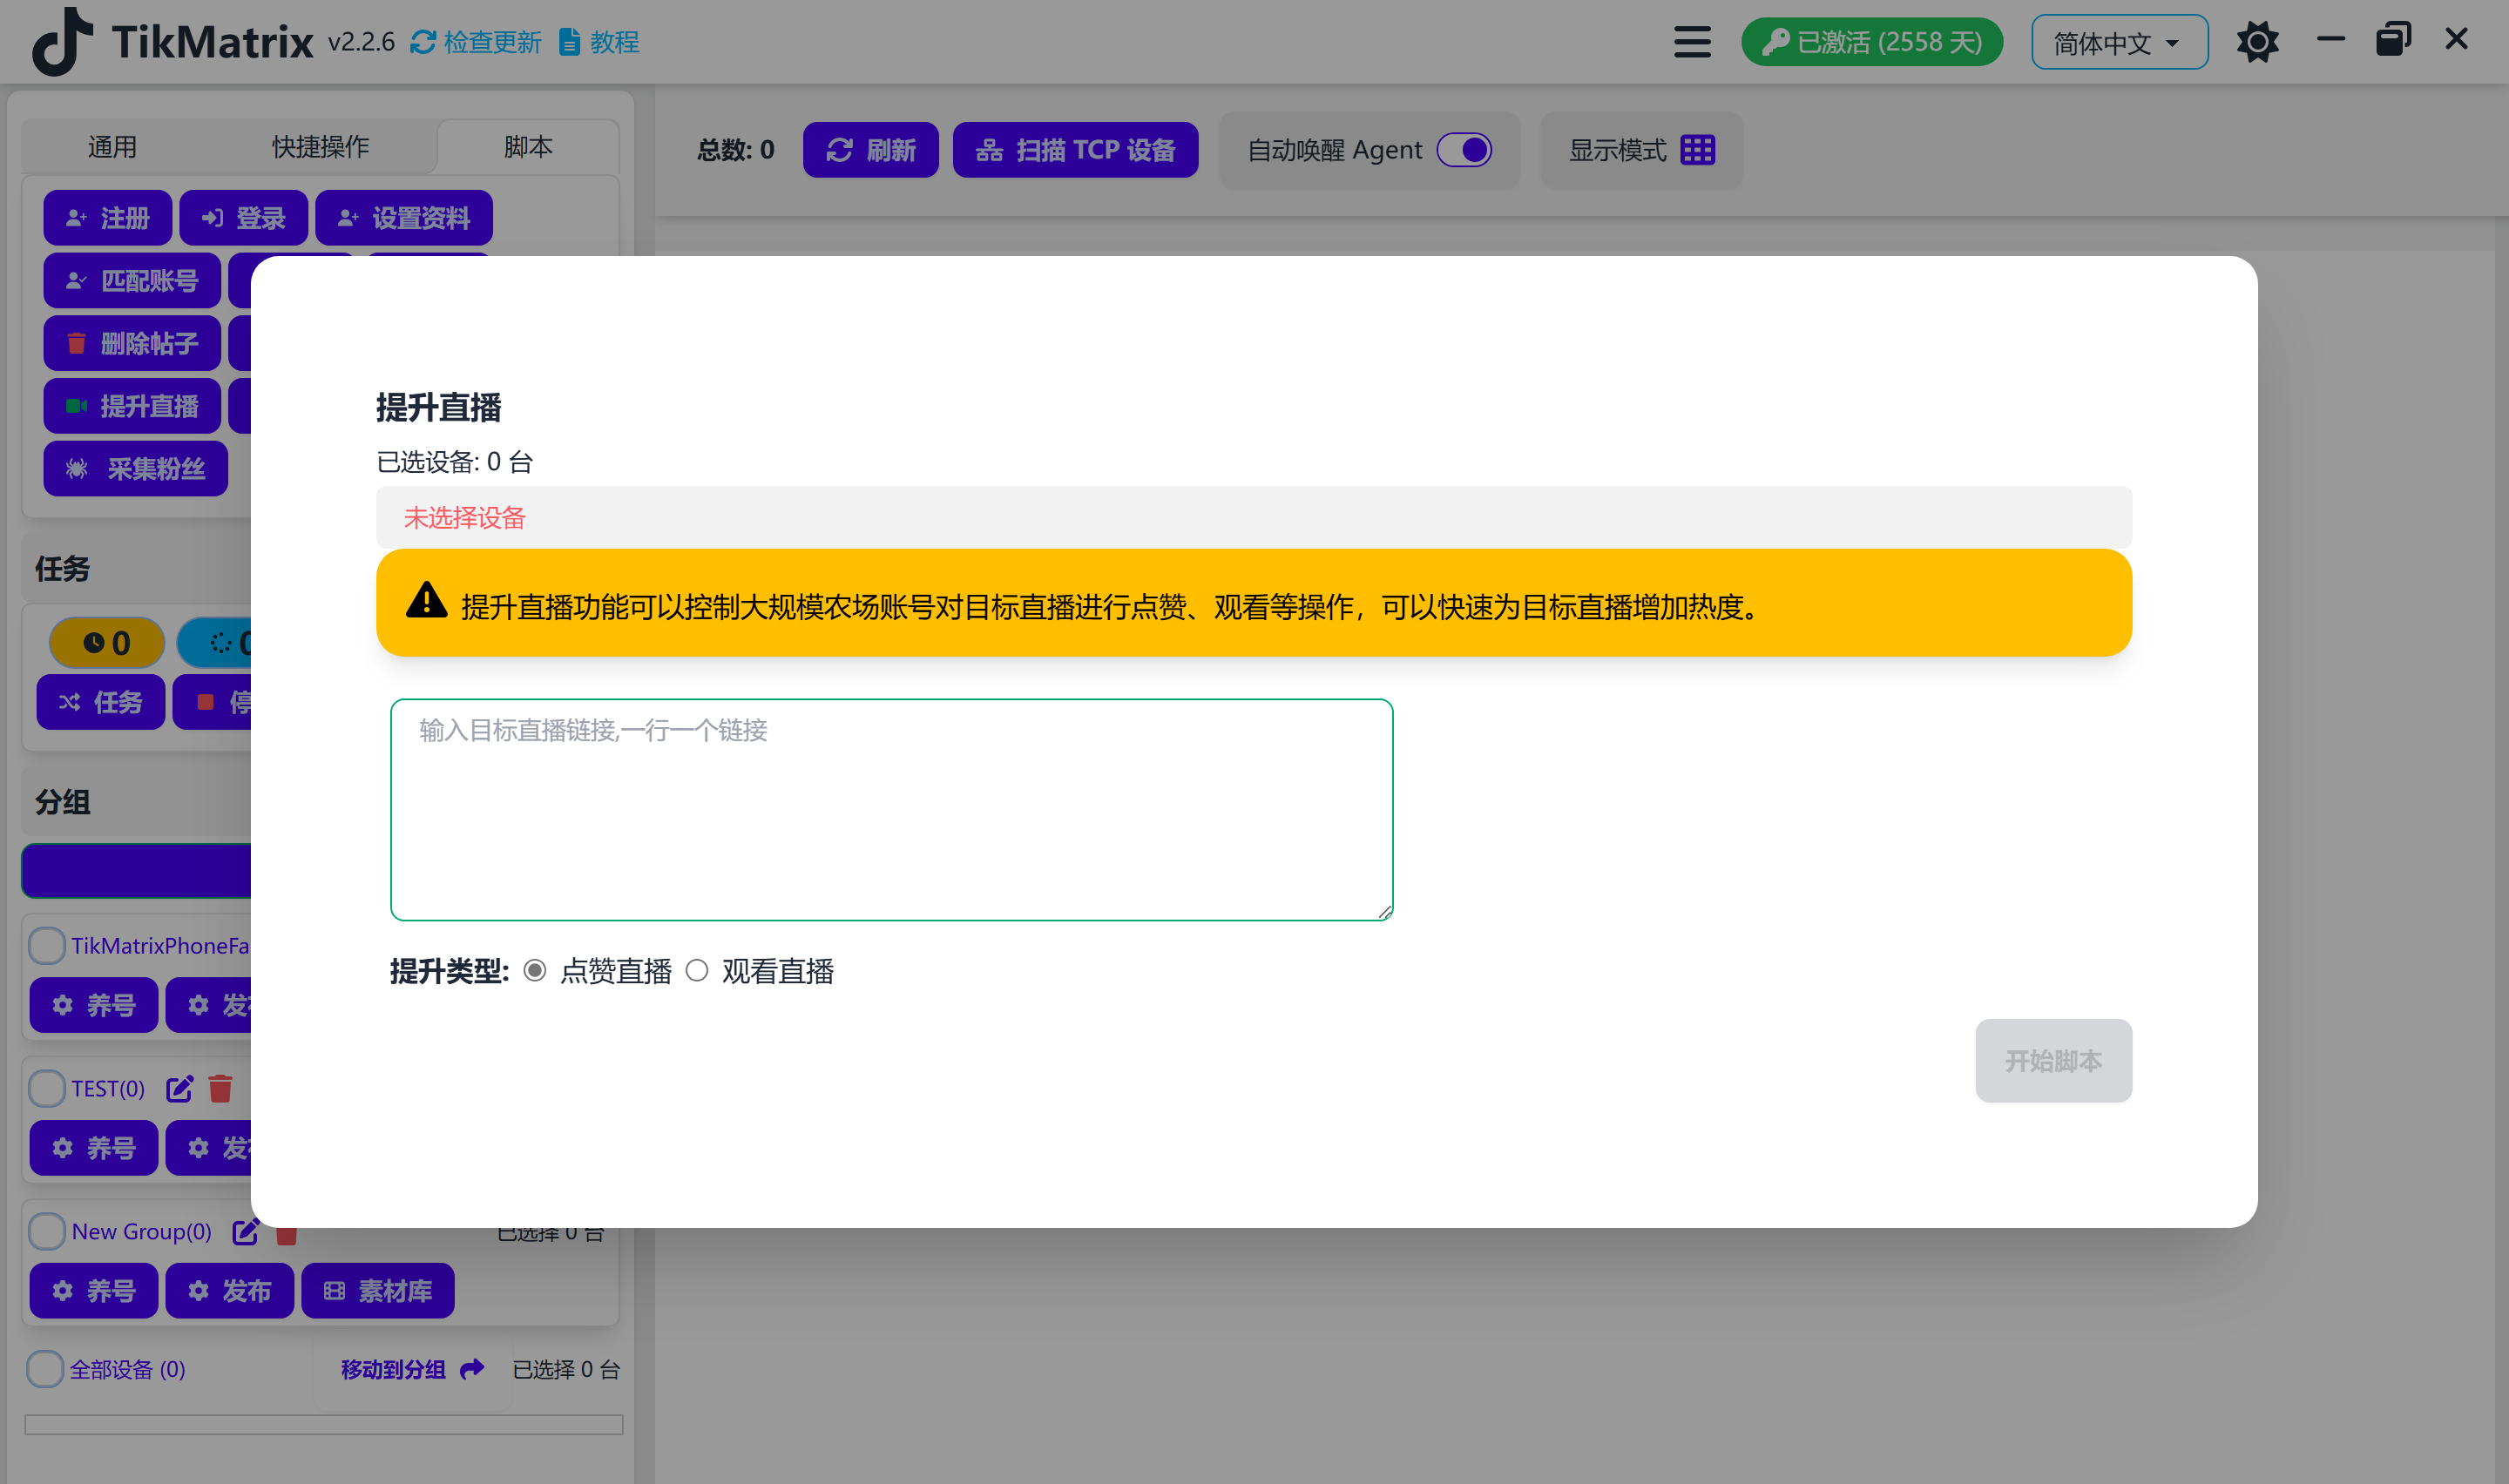 TikMatrix v2.2.6 检查更新 教程
已激活 (2558 天) 简体中文
通用 快捷操作 脚本
总数: 0 刷新 扫描 TCP 设备 自动唤醒 Agent 显示模式
注册 登录 设置资料
匹配账号
删除帖子
提升直播
采集粉丝
任务
0
任务
分组
TikMatrixPhoneFa
养号
TEST(0)
养号
New Group(0) 已选择 0 台
养号 发布 素材库
全部设备 (0) 移动到分组 已选择 0 台
提升直播
已选设备: 0 台
未选择设备
提升直播功能可以控制大规模农场账号对目标直播进行点赞、观看等操作，可以快速为目标直播增加热度。
输入目标直播链接,一行一个链接
提升类型: 点赞直播 观看直播
开始脚本